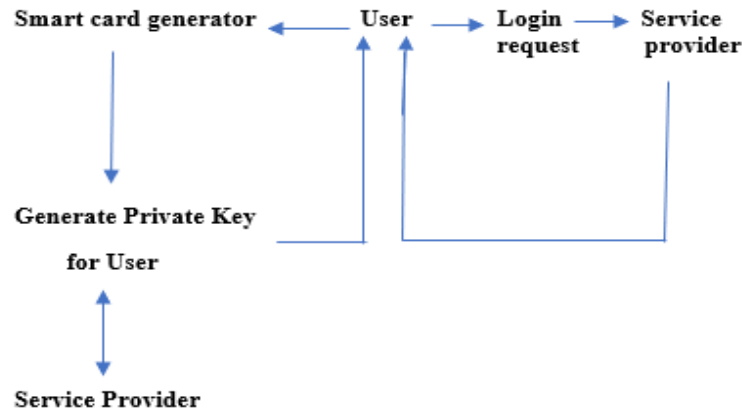 Smart card generator
User
Login
request
Service
provider
Generate Private Key
for User
Service Provider